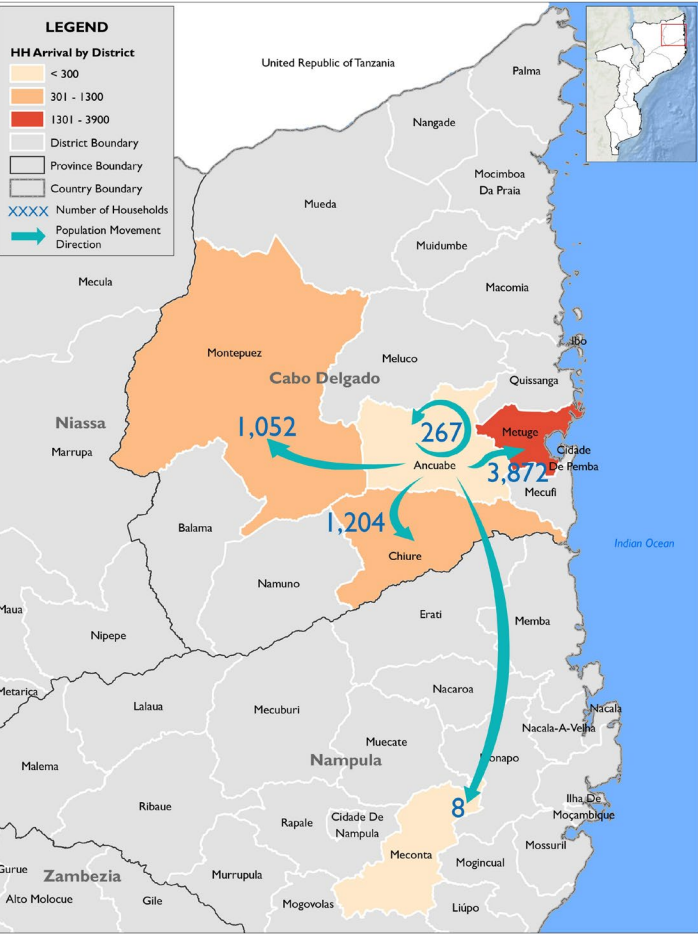 LEGEND
HH Arrival by District
< 300
301 - 1300
1301 - 3900
District Boundary
Province Boundary
Country Boundary
XXXX Number of Households
Population Movement
Direction
United Republic of Tanzania
Palma
Nangade
Mocimboa
Da Praia
Mueda
Muidumbe
Mecula
Macomia
Ibo
Montepuez
Meluco
Cabo Delgado
Quissanga
Niassa
1,052
267
Metuge
Marrupa
Cidade
De Pemba
Ancuabe
3,872
Mecufi
1,204
Balama
Chiure
Indian Ocean
Namuno
Maua
Erati
Memba
Nipepe
Metarica
Lalaua
Mecuburi
Nacaroa
Nacala
Nacala-A-Velha
Muecate
Monapo
Malema
Nampula
8
Ilha De
Moçambique
Ribaue
Rapale
Cidade De
Nampula
Mossuril
Meconta
Mogincual
Gurue
Zambezia
Murrupula
Alto Molocue
Gile
Mogovolas
Liúpo